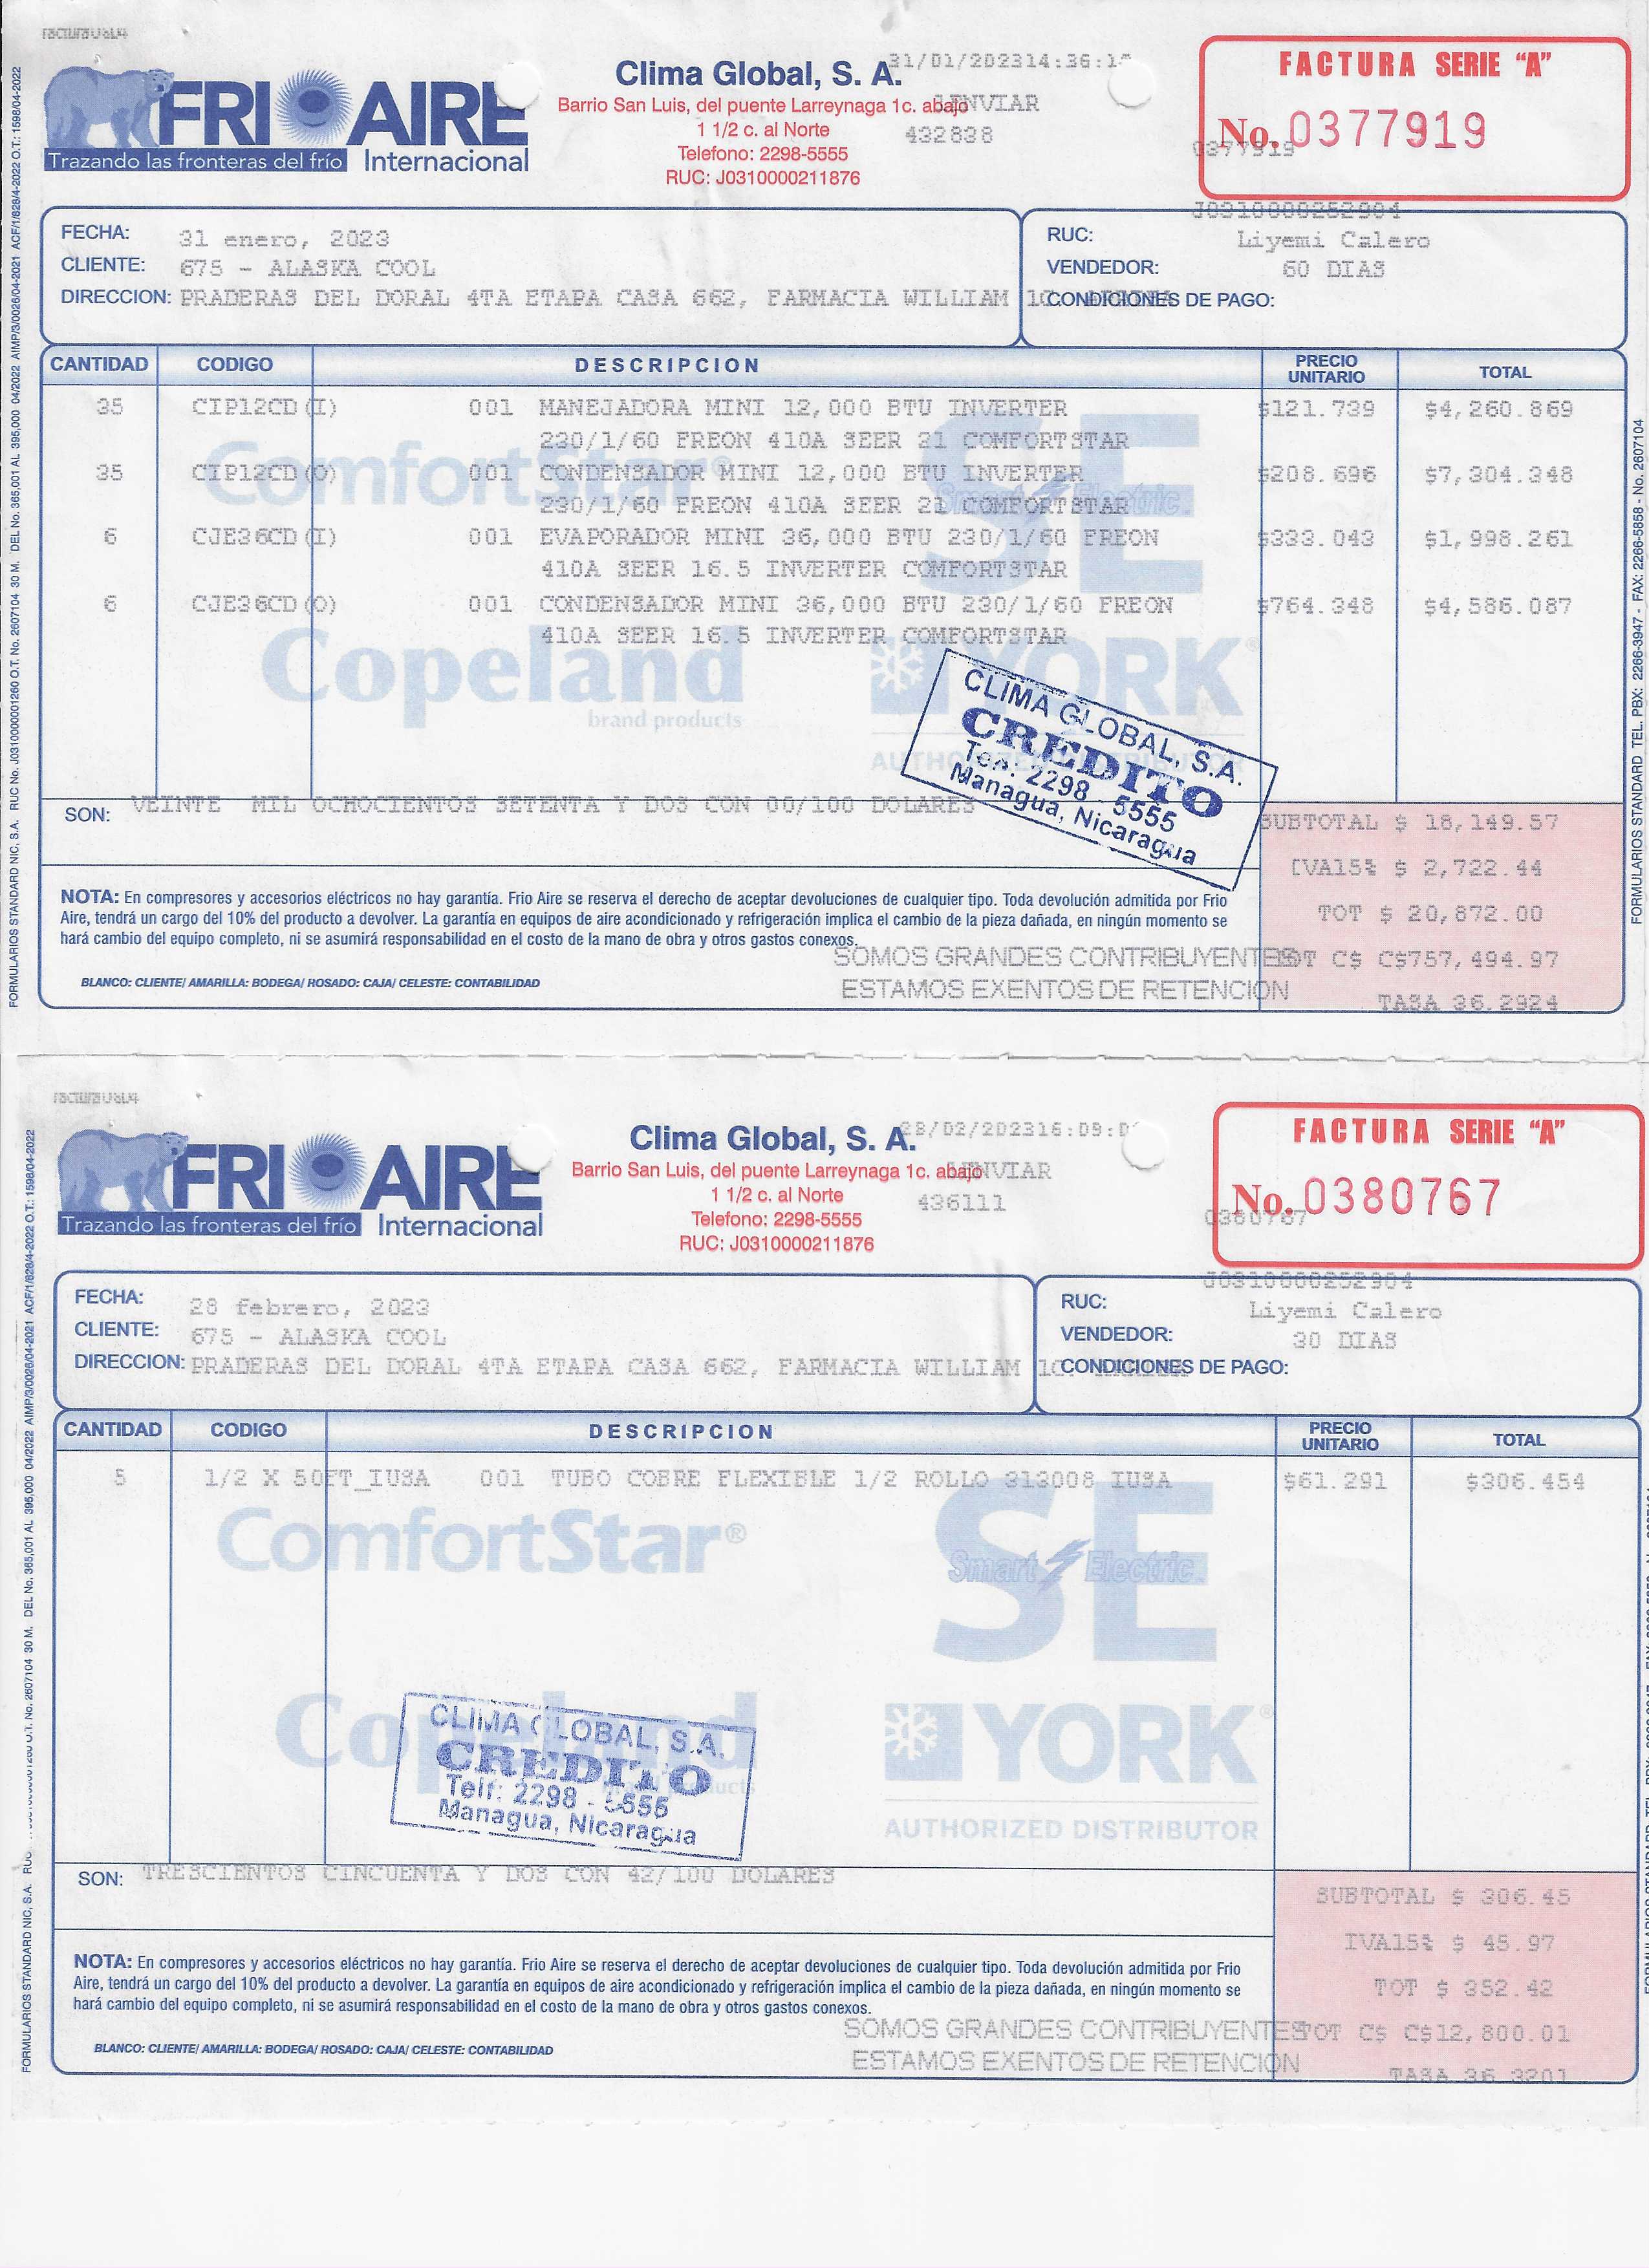 FRIOAIRE
Trazando las fronteras del frío Internacional
Clima Global, S. A.
Barrio San Luis, del puente Larreynaga 1c. abajo
1 1/2 c. al Norte
Telefono: 2298-5555
RUC: J0310000211876
31/01/202314:36:1
432838
FACTURA SERIE “A”
No. 0377919
0377919
J0310000252904
FECHA: 31 enero, 2023
CLIENTE: 675 - ALASKA COOL
DIRECCION: PRADERAS DEL DORAL 4TA ETAPA CASA 662, FARMACIA WILLIAM 1C.
RUC: Liyemi Calero
VENDEDOR: 60 DIAS
CONDICIONES DE PAGO:
CANTIDAD CODIGO DESCRIPCION PRECIO UNITARIO TOTAL
35 CIP12CD(I) 001 MANEJADORA MINI 12,000 BTU INVERTER $121.739 $4,260.869
230/1/60 FREON 410A SEER 21 COMFORTSTAR
35 CIP12CD(O) 001 CONDENSADOR MINI 12,000 BTU INVERTER $208.696 $7,304.348
230/1/60 FREON 410A SEER 21 COMFORTSTAR
6 CJE36CD(I) 001 EVAPORADOR MINI 36,000 BTU 230/1/60 FREON $333.043 $1,998.261
410A SEER 16.5 INVERTER COMFORTSTAR
6 CJE36CD(O) 001 CONDENSADOR MINI 36,000 BTU 230/1/60 FREON $764.348 $4,586.087
410A SEER 16.5 INVERTER COMFORTSTAR
ComfortStar®
SE
Smart Electric
Copeland
brand products
YORK®
CLIMA GLOBAL, S.A.
CREDITO
Tel: 2298 - 5555
Managua, Nicaragua
SON: VEINTE MIL OCHOCIENTOS SETENTA Y DOS CON 00/100 DOLARES
SUBTOTAL $ 18,149.57
IVA15% $ 2,722.44
TOT $ 20,872.00
TOT C$ C$757,494.97
TASA 36.2924
NOTA: En compresores y accesorios eléctricos no hay garantía. Frio Aire se reserva el derecho de aceptar devoluciones de cualquier tipo. Toda devolución admitida por Frio
Aire, tendrá un cargo del 10% del producto a devolver. La garantía en equipos de aire acondicionado y refrigeración implica el cambio de la pieza dañada, en ningún momento se
hará cambio del equipo completo, ni se asumirá responsabilidad en el costo de la mano de obra y otros gastos conexos.
SOMOS GRANDES CONTRIBUYENTES
ESTAMOS EXENTOS DE RETENCION
BLANCO: CLIENTE/ AMARILLA: BODEGA/ ROSADO: CAJA/ CELESTE: CONTABILIDAD
FORMULARIOS STANDARD NIC, S.A. RUC No. J0310000001260 O.T. No. 2607104 30 M. DEL No. 365,001 AL 395,000 04/2022 AIMP/3/0026/04-2021 ACF/1/828/4-2022 O.T.: 1598/04-2022
FORMULARIOS STANDARD TEL. PBX: 2266-3947 - FAX: 2266-5858 - No. 2607104
FRIOAIRE
Trazando las fronteras del frío Internacional
Clima Global, S. A.
Barrio San Luis, del puente Larreynaga 1c. abajo
1 1/2 c. al Norte
Telefono: 2298-5555
RUC: J0310000211876
28/02/202316:09:0
436111
FACTURA SERIE “A”
No. 0380767
0380767
J0310000252904
FECHA: 28 febrero, 2023
CLIENTE: 675 - ALASKA COOL
DIRECCION: PRADERAS DEL DORAL 4TA ETAPA CASA 662, FARMACIA WILLIAM 1C.
RUC: Liyemi Calero
VENDEDOR: 30 DIAS
CONDICIONES DE PAGO:
CANTIDAD CODIGO DESCRIPCION PRECIO UNITARIO TOTAL
5 1/2 X 50FT_IUSA 001 TUBO COBRE FLEXIBLE 1/2 ROLLO 313008 IUSA $61.291 $306.454
ComfortStar®
SE
Smart Electric
Copeland
YORK®
AUTHORIZED DISTRIBUTOR
CLIMA GLOBAL, S.A.
CREDITO
Telf: 2298 - 5555
Managua, Nicaragua
SON: TRESCIENTOS CINCUENTA Y DOS CON 42/100 DOLARES
SUBTOTAL $ 306.45
IVA15% $ 45.97
TOT $ 352.42
TOT C$ C$12,800.01
TASA 36.3201
NOTA: En compresores y accesorios eléctricos no hay garantía. Frio Aire se reserva el derecho de aceptar devoluciones de cualquier tipo. Toda devolución admitida por Frio
Aire, tendrá un cargo del 10% del producto a devolver. La garantía en equipos de aire acondicionado y refrigeración implica el cambio de la pieza dañada, en ningún momento se
hará cambio del equipo completo, ni se asumirá responsabilidad en el costo de la mano de obra y otros gastos conexos.
SOMOS GRANDES CONTRIBUYENTES
ESTAMOS EXENTOS DE RETENCION
BLANCO: CLIENTE/ AMARILLA: BODEGA/ ROSADO: CAJA/ CELESTE: CONTABILIDAD
FORMULARIOS STANDARD NIC, S.A. O.T. No. 2607104 30 M. DEL No. 365,001 AL 395,000 04/2022 AIMP/3/0026/04-2021 ACF/1/828/4-2022 O.T.: 1598/04-2022